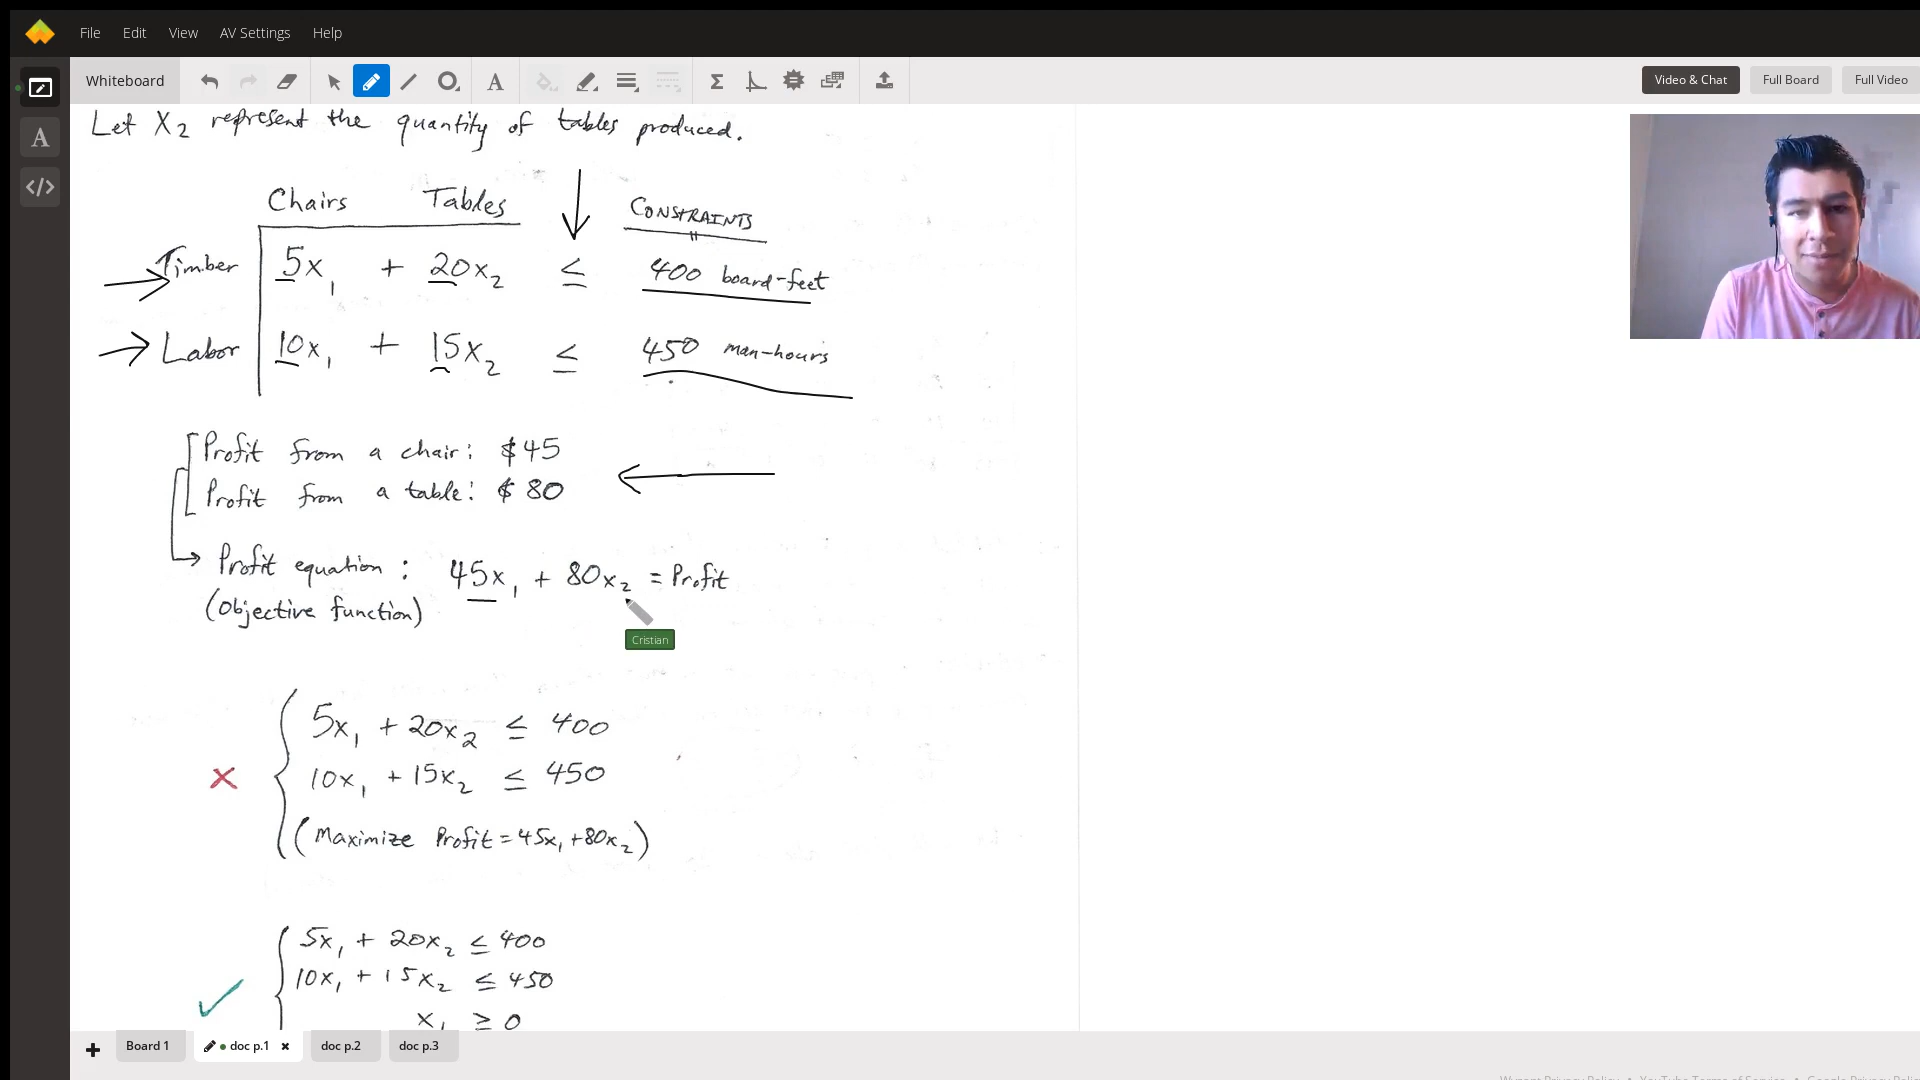 File Edit View AV Settings Help
Whiteboard
A Σ
Video & Chat Full Board Full Video
A
</>
Let x₂ represent the quantity of tables produced.
Chairs Tables CONSTRAINTS
Timber 5x₁ + 20x₂ ≤ 400 board-feet
Labor 10x₁ + 15x₂ ≤ 450 man-hours
Profit from a chair: $45
Profit from a table: $80
Profit equation: 45x₁ + 80x₂ = Profit
(Objective function)
Cristian
5x₁ + 20x₂ ≤ 400
10x₁ + 15x₂ ≤ 450
(Maximize Profit = 45x₁ + 80x₂)
5x₁ + 20x₂ ≤ 400
10x₁ + 15x₂ ≤ 450
x₁ ≥ 0
Board 1 doc p.1 doc p.2 doc p.3